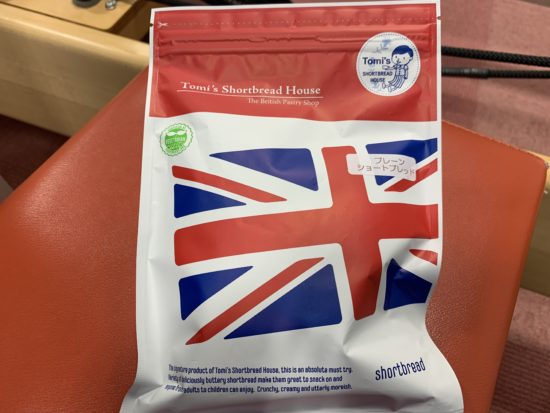 Tomi's
SHORTBREAD
HOUSE
Tomi's Shortbread House
The British Pastry Shop
プレーン
ショートブレッド
The signature product of Tomi's Shortbread House, this is an absolute must try.
deliciously buttery shortbread make them great to snack on and
adults to children can enjoy. Crunchy, creamy and utterly moreish.
shortbread